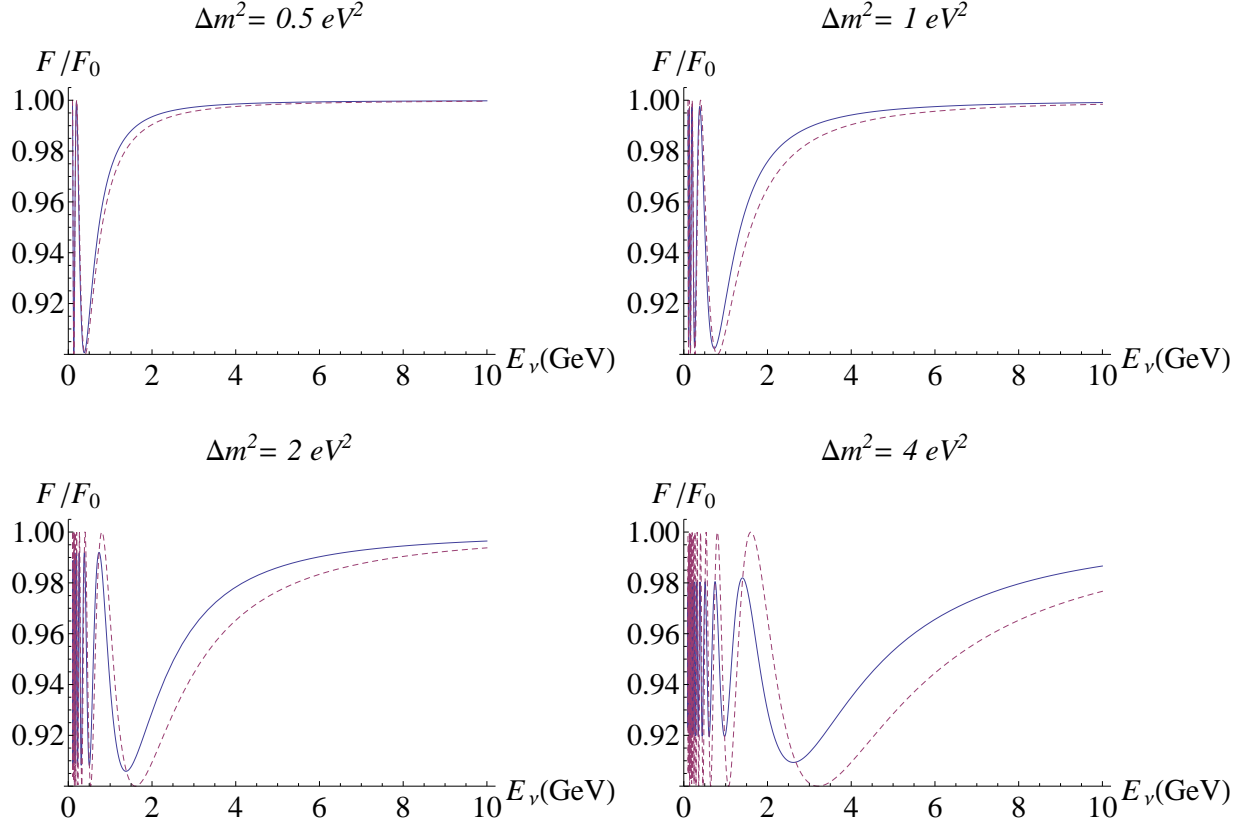 Δm² = 0.5 eV²
F/F₀
1.00
0.98
0.96
0.94
0.92
0 2 4 6 8 10 E_ν(GeV)
Δm² = 1 eV²
F/F₀
1.00
0.98
0.96
0.94
0.92
0 2 4 6 8 10 E_ν(GeV)
Δm² = 2 eV²
F/F₀
1.00
0.98
0.96
0.94
0.92
0 2 4 6 8 10 E_ν(GeV)
Δm² = 4 eV²
F/F₀
1.00
0.98
0.96
0.94
0.92
0 2 4 6 8 10 E_ν(GeV)